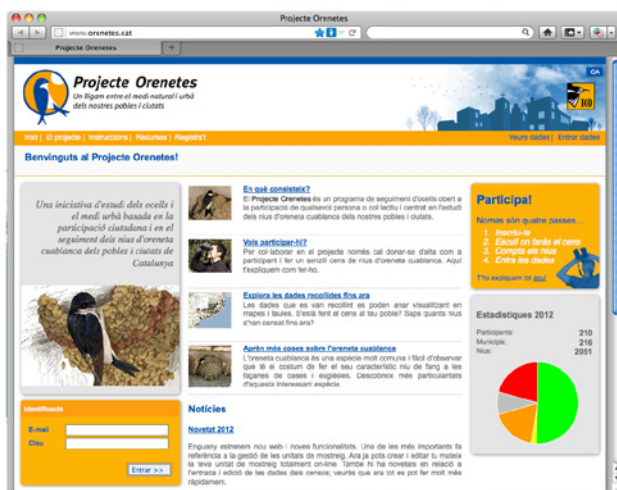 Projecte Orenetes
www.orenetes.cat
Projecte Orenetes
CA
Projecte Orenetes
Un lligam entre el medi natural i urbà
dels nostres pobles i ciutats
ICO
Inici | El projecte | Instruccions | Recursos | Registra't
Veure dades | Entrar dades
Benvinguts al Projecte Orenetes!
Una iniciativa d'estudi dels ocells i
el medi urbà basada en la
participació ciutadana i en el
seguiment dels nius d'oreneta
cuablanca dels pobles i ciutats de
Catalunya
Identificació
E-mail
Clau
Entrar >>
En què consisteix?
El Projecte Orenetes és un programa de seguiment d'ocells obert a
la participació de qualsevol persona o col·lectiu i centrat en l'estudi
dels nius d'oreneta cuablanca dels nostres pobles i ciutats.
Vols participar-hi?
Per col·laborar en el projecte només cal donar-se d'alta com a
participant i fer un senzill cens de nius d'oreneta cuablanca. Aquí
t'expliquem com fer-ho.
Explora les dades recollides fins ara
Les dades que es van recollint es poden anar visualitzant en
mapes i taules. S'està fent el cens al teu poble? Saps quants nius
s'han censat fins ara?
Aprèn més coses sobre l'oreneta cuablanca
L'oreneta cuablanca és una espècie molt comuna i fàcil d'observar
que té el costum de fer el seu característic niu de fang a les
façanes de cases i esglésies. Descobreix més particularitats
d'aquesta interessant espècie.
Notícies
Novetat 2012
Enguany estrenem nou web i noves funcionalitats. Una de les més importants fa
referència a la gestió de les unitats de mostreig. Ara ja pots crear i editar tu mateix
la teva unitat de mostreig totalment on-line. També hi ha novetats en relació a
l'entrada i edició de les dades dels censos; veuràs que ara tot es pot fer molt més
ràpidament.
Participa!
Només són quatre passes...
1. Inscriu-te
2. Escull on faràs el cens
3. Compta els nius
4. Entra les dades
T'ho expliquem tot aquí
Estadístiques 2012
Participants: 210
Municipis: 216
Nius: 2051